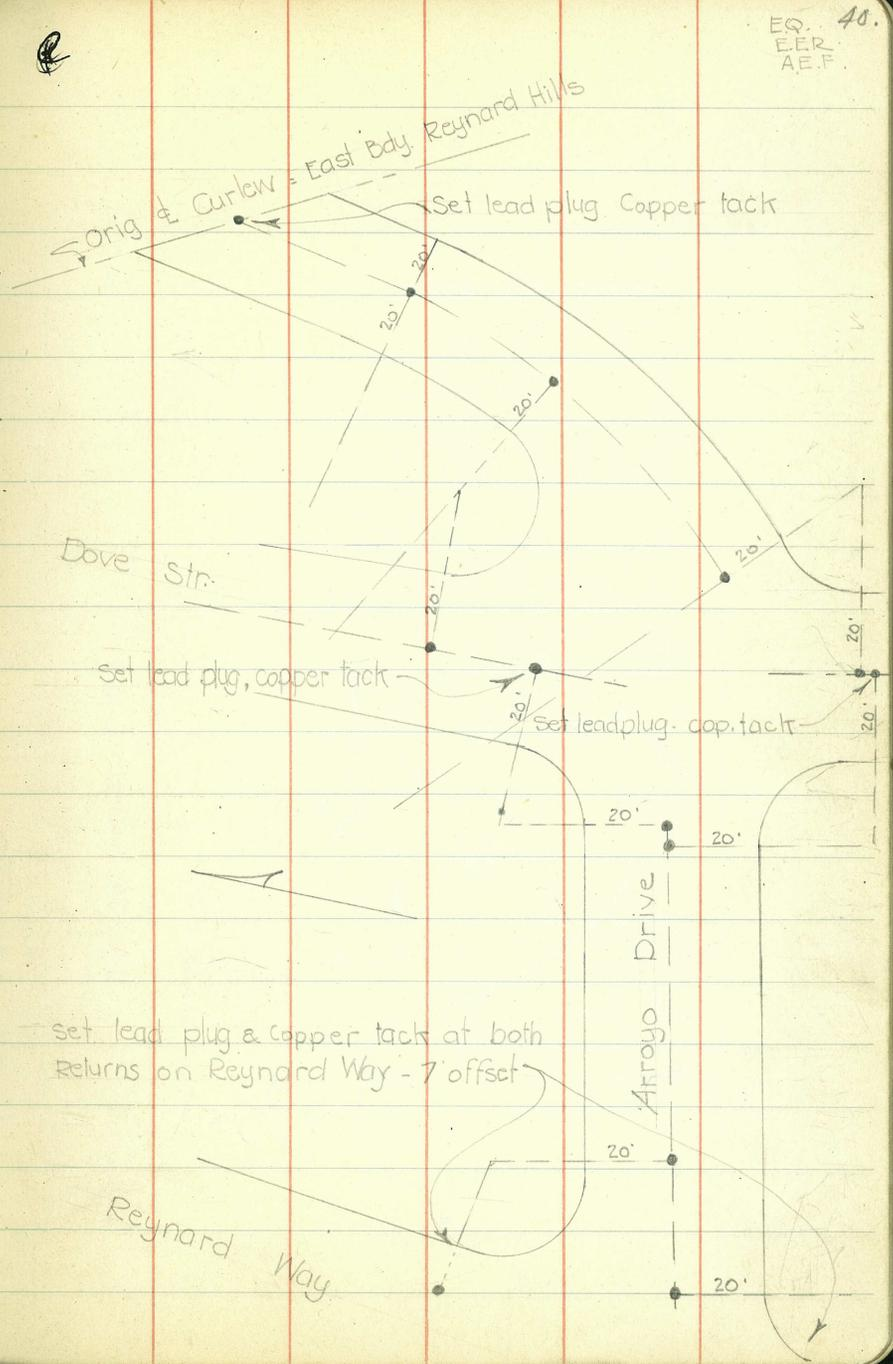 40.
E.Q.
E.E.R.
A.E.F.
Orig ℄ Curlew = East Bdy. Reynard Hills
Set lead plug Copper tack
20'
20'
20'
Dove Str.
20'
20'
20'
set lead plug, copper tack
20'
Set lead plug. cop. tack
20'
20'
20'
Arroyo Drive
set lead plug & copper tack at both
Returns on Reynard Way - 7' offset
20'
Reynard Way
20'